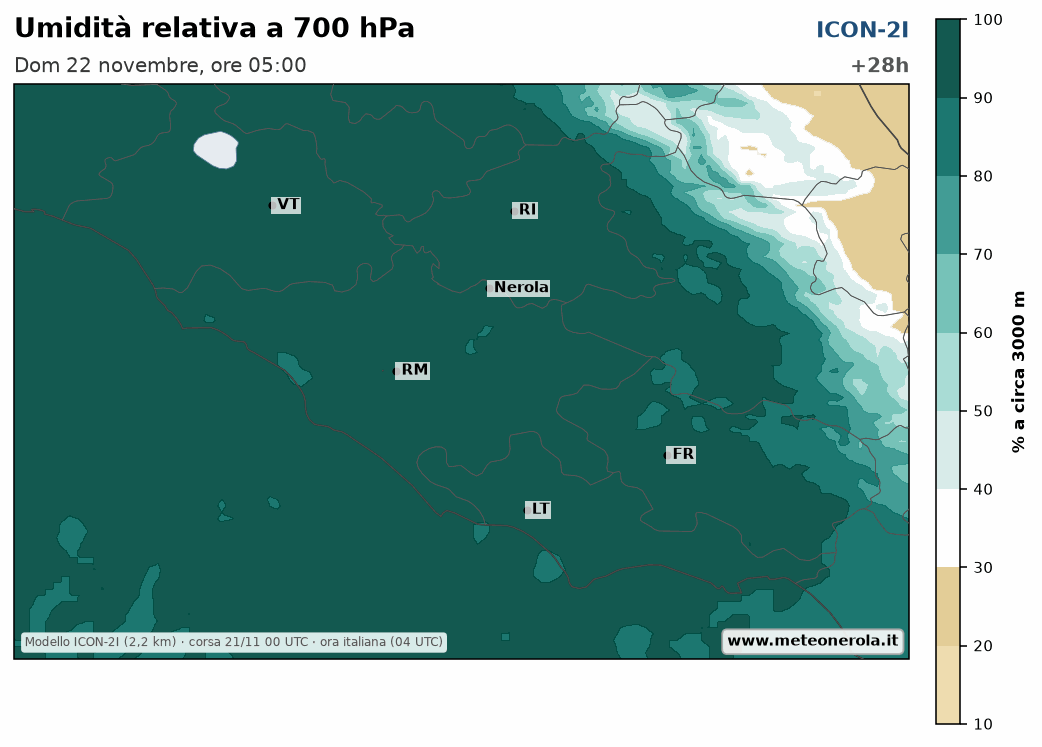 Umidità relativa a 700 hPa
ICON-2I
Dom 22 novembre, ore 05:00
+28h
100
90
80
70
60
50
40
30
20
10
% a circa 3000 m
VT
RI
Nerola
RM
FR
LT
Modello ICON-2I (2,2 km) · corsa 21/11 00 UTC · ora italiana (04 UTC)
www.meteonerola.it